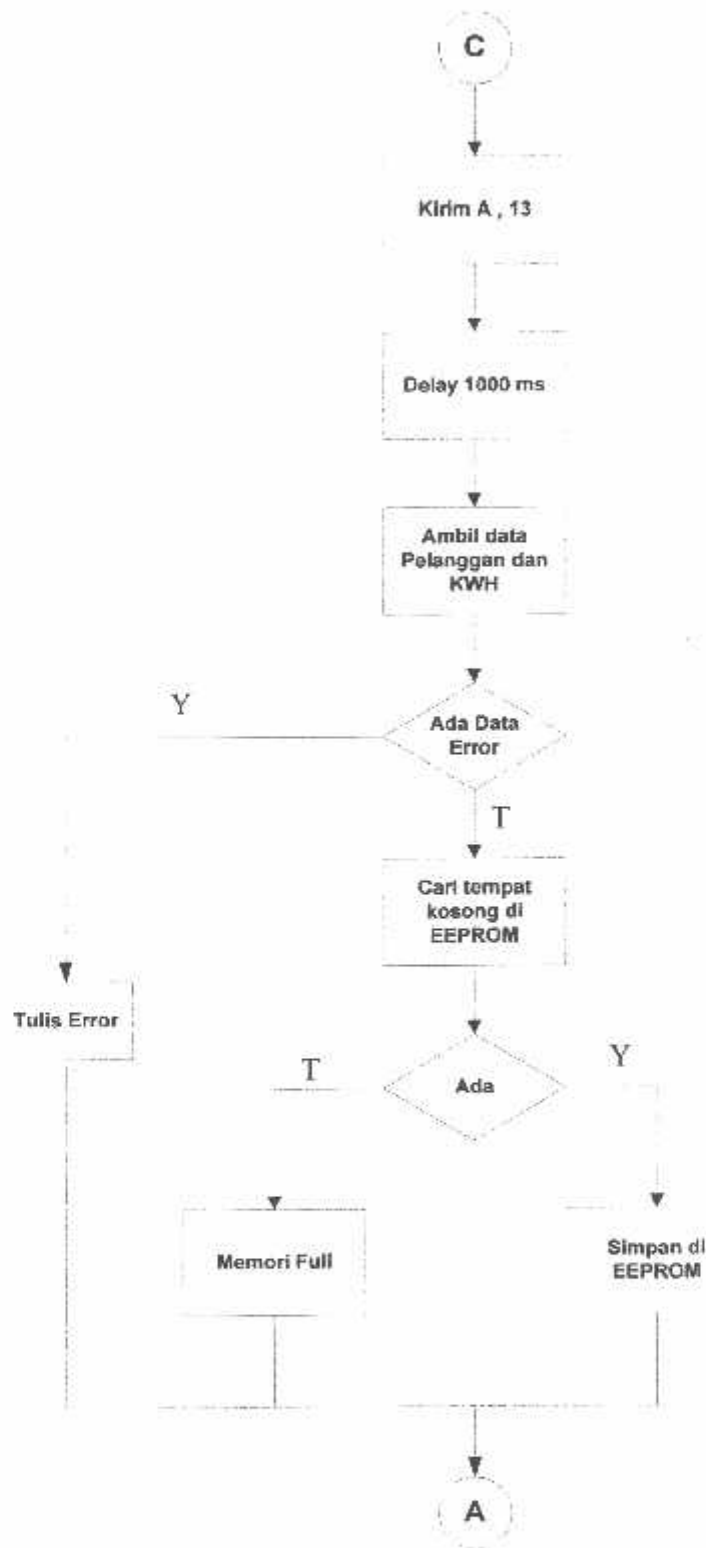 C
Kirim A , 13
Delay 1000 ms
Ambil data
Pelanggan dan
KWH
Y
Ada Data
Error
T
Cari tempat
kosong di
EEPROM
Tulis Error
T
Ada
Y
Memori Full
Simpan di
EEPROM
A